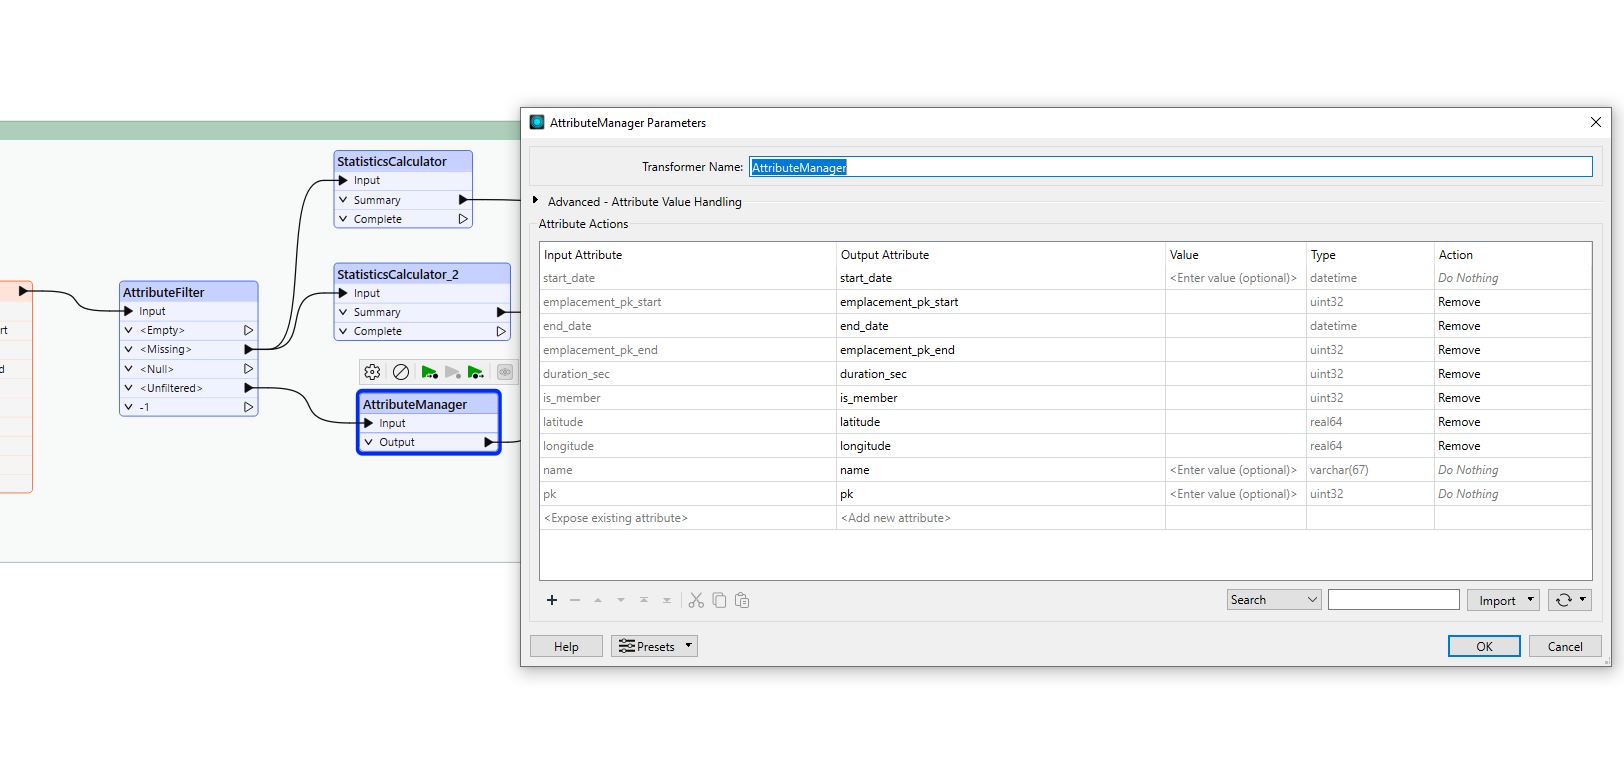 StatisticsCalculator
Input
Summary
Complete
StatisticsCalculator_2
Input
Summary
Complete
AttributeFilter
Input
<Empty>
<Missing>
<Null>
<Unfiltered>
-1
rt
d
AttributeManager
Input
Output
AttributeManager Parameters
Transformer Name: AttributeManager
Advanced - Attribute Value Handling
Attribute Actions
Input Attribute Output Attribute Value Type Action
start_date start_date <Enter value (optional)> datetime Do Nothing
emplacement_pk_start emplacement_pk_start uint32 Remove
end_date end_date datetime Remove
emplacement_pk_end emplacement_pk_end uint32 Remove
duration_sec duration_sec uint32 Remove
is_member is_member uint32 Remove
latitude latitude real64 Remove
longitude longitude real64 Remove
name name <Enter value (optional)> varchar(67) Do Nothing
pk pk <Enter value (optional)> uint32 Do Nothing
<Expose existing attribute> <Add new attribute>
Search Import
Help Presets OK Cancel